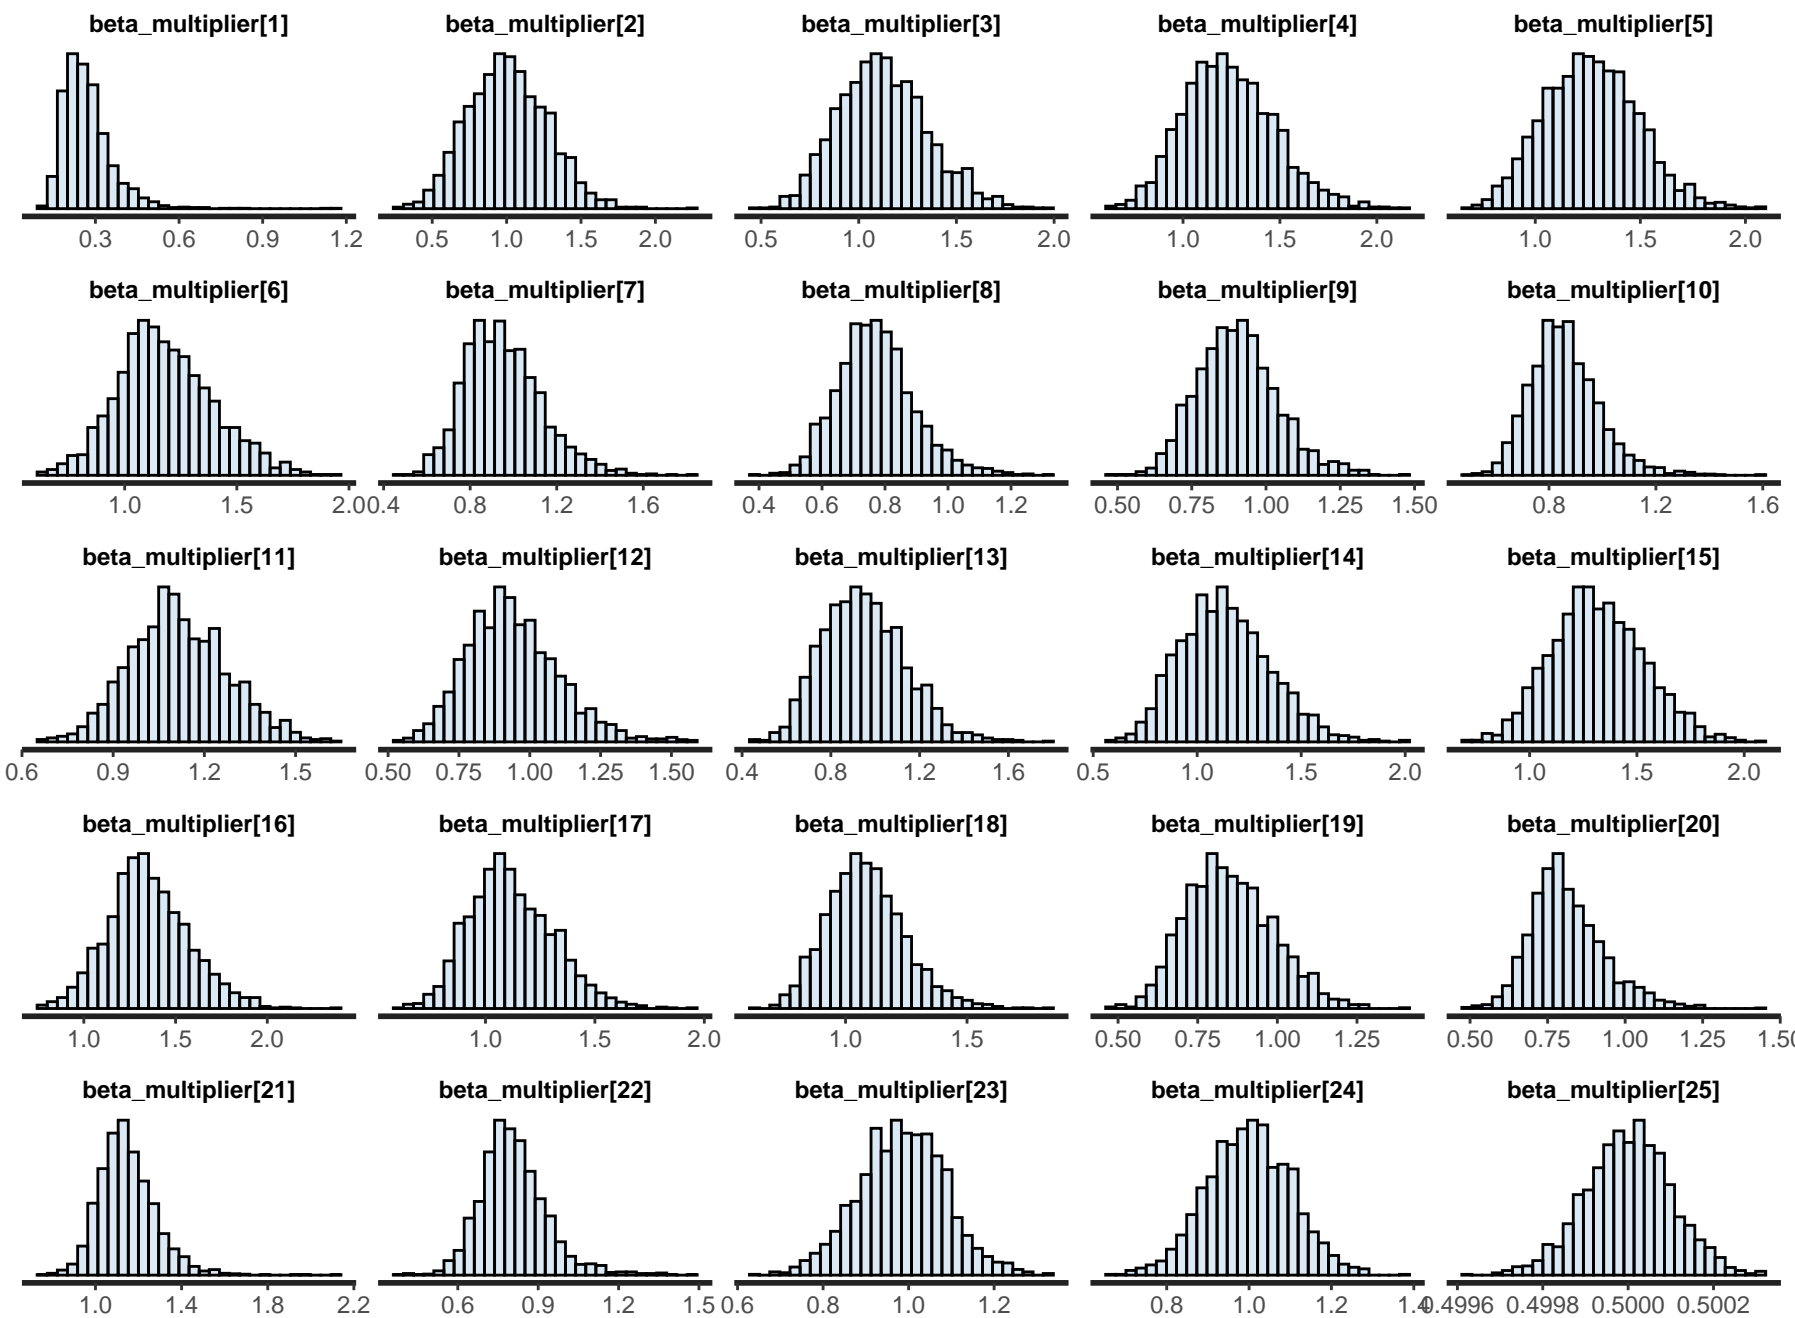 beta_multiplier[1] beta_multiplier[2] beta_multiplier[3] beta_multiplier[4] beta_multiplier[5]
0.3 0.6 0.9 1.2 0.5 1.0 1.5 2.0 0.5 1.0 1.5 2.0 1.0 1.5 2.0 1.0 1.5 2.0
beta_multiplier[6] beta_multiplier[7] beta_multiplier[8] beta_multiplier[9] beta_multiplier[10]
1.0 1.5 2.0 0.4 0.8 1.2 1.6 0.4 0.6 0.8 1.0 1.2 0.50 0.75 1.00 1.25 1.50 0.8 1.2 1.6
beta_multiplier[11] beta_multiplier[12] beta_multiplier[13] beta_multiplier[14] beta_multiplier[15]
0.6 0.9 1.2 1.5 0.50 0.75 1.00 1.25 1.50 0.4 0.8 1.2 1.6 0.5 1.0 1.5 2.0 1.0 1.5 2.0
beta_multiplier[16] beta_multiplier[17] beta_multiplier[18] beta_multiplier[19] beta_multiplier[20]
1.0 1.5 2.0 1.0 1.5 2.0 1.0 1.5 0.50 0.75 1.00 1.25 0.50 0.75 1.00 1.25 1.50
beta_multiplier[21] beta_multiplier[22] beta_multiplier[23] beta_multiplier[24] beta_multiplier[25]
1.0 1.4 1.8 2.2 0.6 0.9 1.2 1.5 0.6 0.8 1.0 1.2 0.8 1.0 1.2 1.4 0.4996 0.4998 0.5000 0.5002